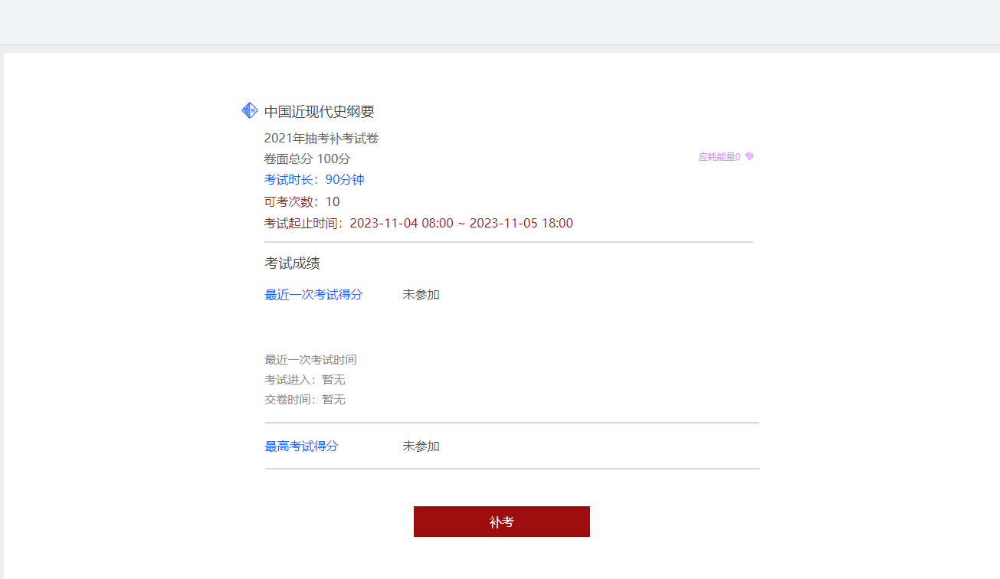 中国近现代史纲要
2021年抽考补考试卷
卷面总分 100分
应耗能量0
考试时长：90分钟
可考次数：10
考试起止时间：2023-11-04 08:00 ~ 2023-11-05 18:00
考试成绩
最近一次考试得分 未参加
最近一次考试时间
考试进入：暂无
交卷时间：暂无
最高考试得分 未参加
补考